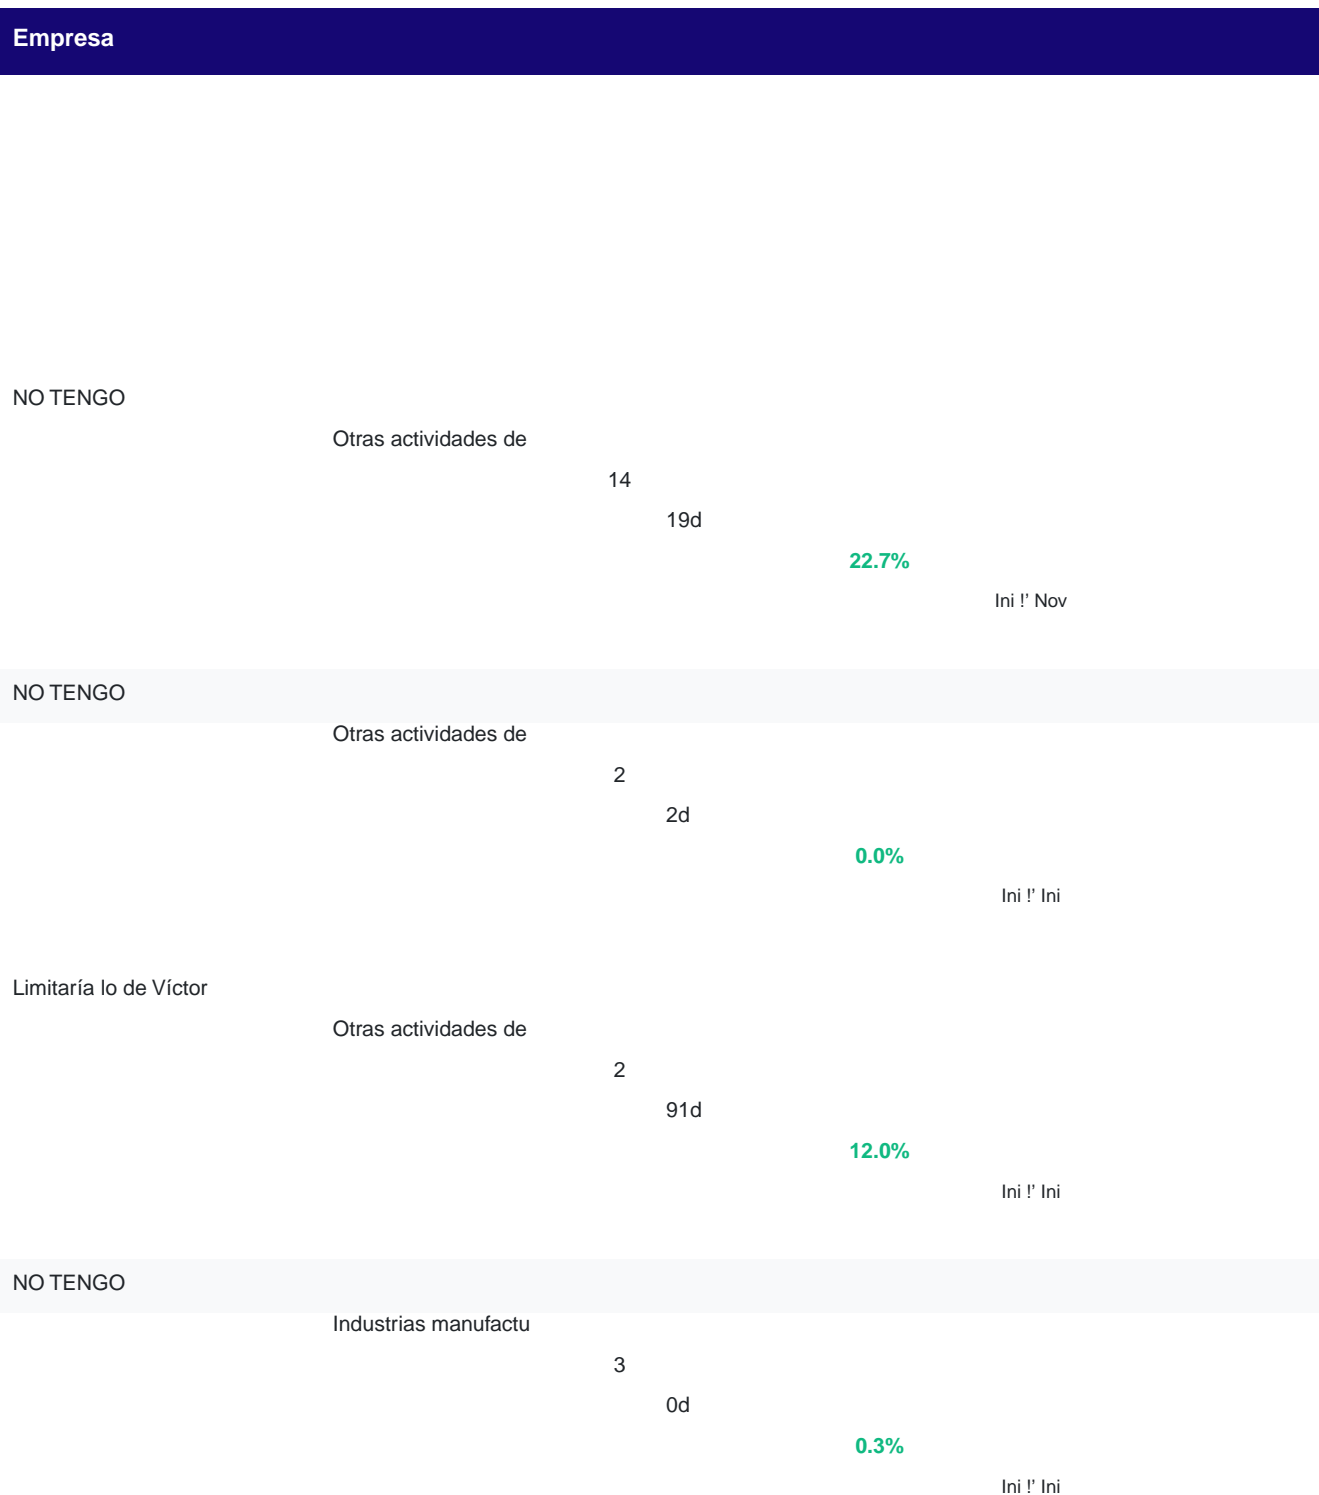 Empresa
NO TENGO
Otras actividades de
14
19d
22.7%
Ini !’ Nov
NO TENGO
Otras actividades de
2
2d
0.0%
Ini !’ Ini
Limitaría lo de Víctor
Otras actividades de
2
91d
12.0%
Ini !’ Ini
NO TENGO
Industrias manufactu
3
0d
0.3%
Ini !’ Ini